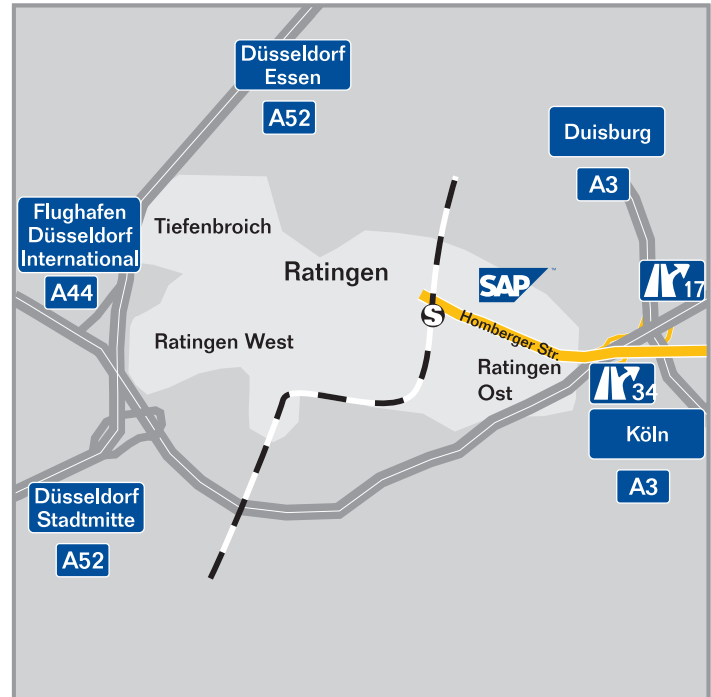 Düsseldorf
Essen
A52
Duisburg
A3
Flughafen
Düsseldorf
International
A44
Tiefenbroich
Ratingen
SAP™
17
S
Homberger Str.
Ratingen West
Ratingen
Ost
34
Köln
A3
Düsseldorf
Stadtmitte
A52